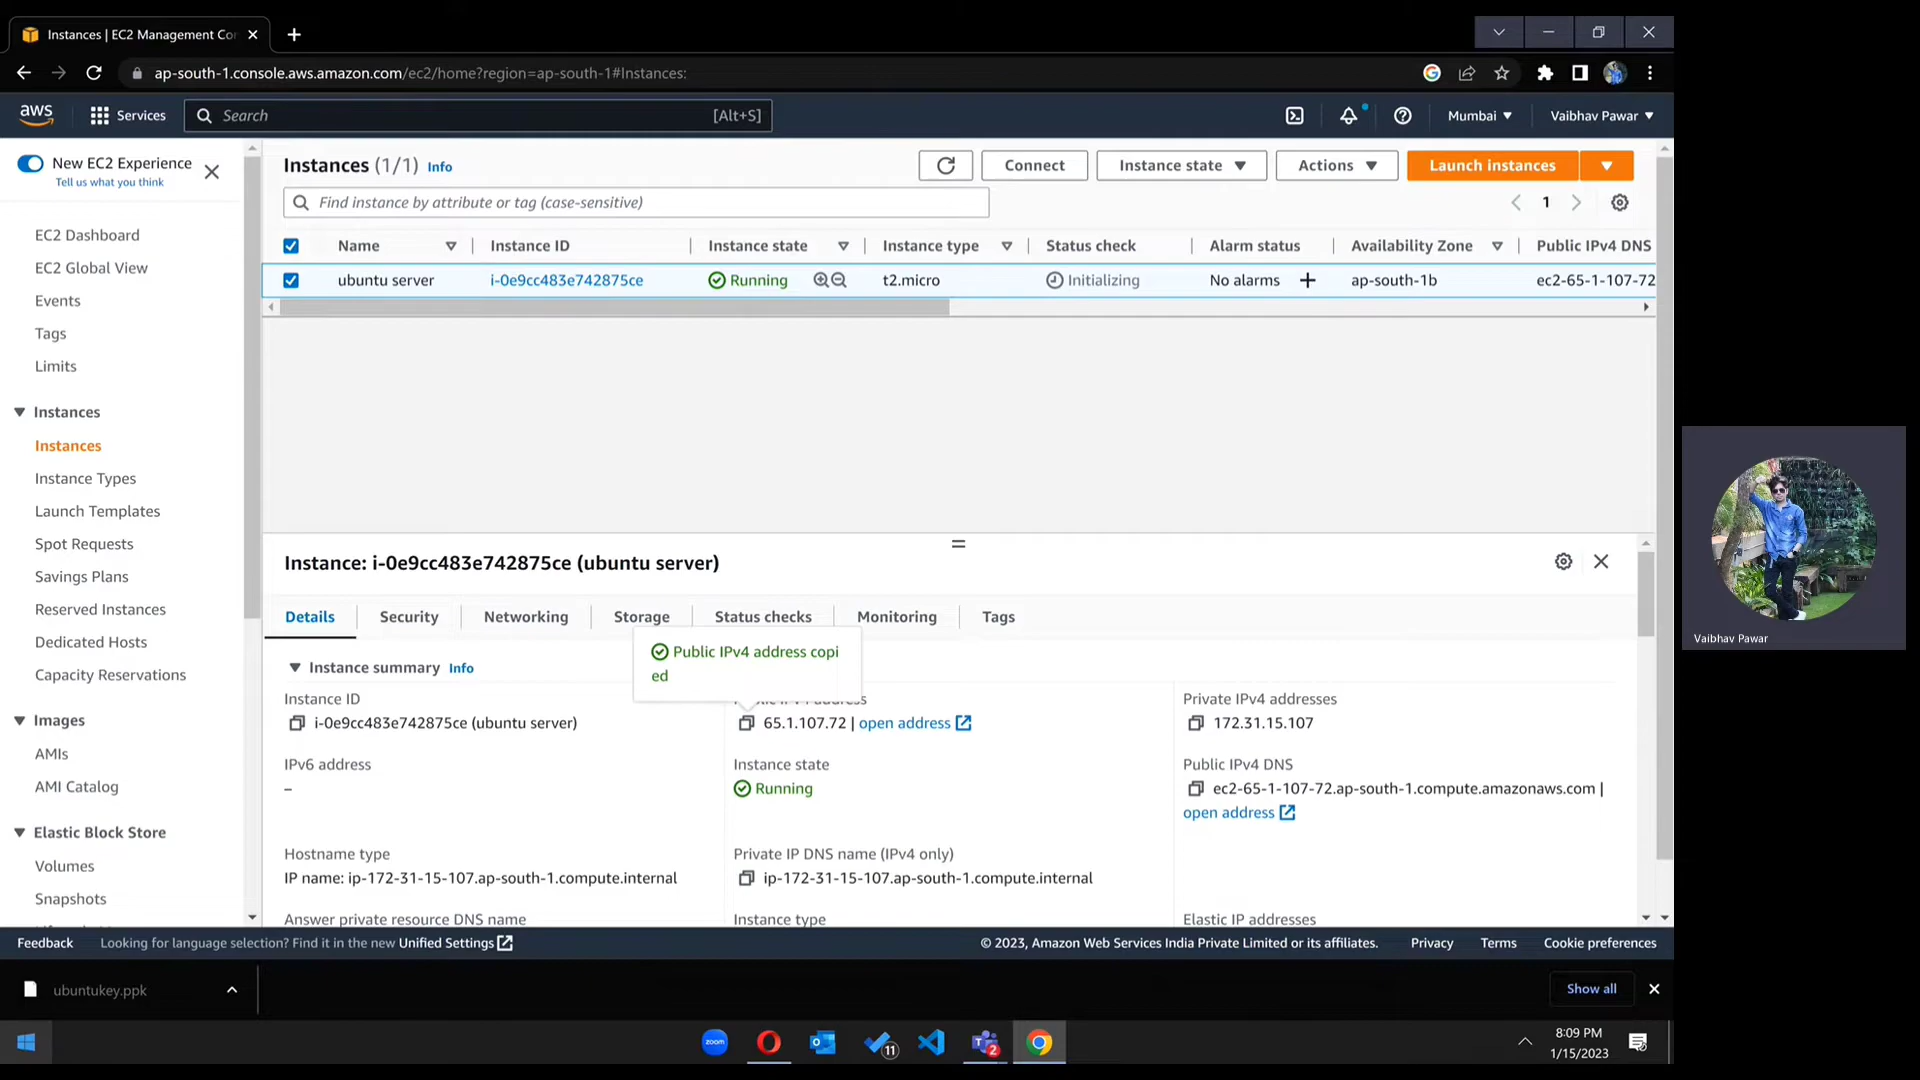 Instances | EC2 Management Co
ap-south-1.console.aws.amazon.com/ec2/home?region=ap-south-1#Instances:
aws
Services
Search
[Alt+S]
Mumbai
Vaibhav Pawar
New EC2 Experience
Tell us what you think
EC2 Dashboard
EC2 Global View
Events
Tags
Limits
Instances
Instances
Instance Types
Launch Templates
Spot Requests
Savings Plans
Reserved Instances
Dedicated Hosts
Capacity Reservations
Images
AMIs
AMI Catalog
Elastic Block Store
Volumes
Snapshots
Instances (1/1) Info
Connect
Instance state
Actions
Launch instances
Find instance by attribute or tag (case-sensitive)
1
Name Instance ID Instance state Instance type Status check Alarm status Availability Zone Public IPv4 DNS
ubuntu server i-0e9cc483e742875ce Running t2.micro Initializing No alarms + ap-south-1b ec2-65-1-107-72
Instance: i-0e9cc483e742875ce (ubuntu server)
Details Security Networking Storage Status checks Monitoring Tags
Public IPv4 address copi
ed
Instance summary Info
Instance ID
i-0e9cc483e742875ce (ubuntu server)
65.1.107.72 | open address
Private IPv4 addresses
172.31.15.107
IPv6 address
–
Instance state
Running
Public IPv4 DNS
ec2-65-1-107-72.ap-south-1.compute.amazonaws.com |
open address
Hostname type
IP name: ip-172-31-15-107.ap-south-1.compute.internal
Private IP DNS name (IPv4 only)
ip-172-31-15-107.ap-south-1.compute.internal
Answer private resource DNS name
Instance type
Elastic IP addresses
Feedback
Looking for language selection? Find it in the new Unified Settings
© 2023, Amazon Web Services India Private Limited or its affiliates.
Privacy
Terms
Cookie preferences
ubuntukey.ppk
Show all
zoom
11
2
8:09 PM
1/15/2023
Vaibhav Pawar